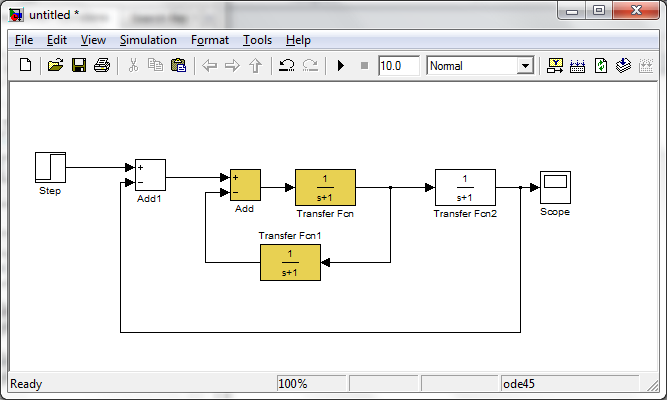 untitled *
File Edit View Simulation Format Tools Help
10.0 Normal
Step
+
−
Add1
+
−
Add
1
s+1
Transfer Fcn
1
s+1
Transfer Fcn2
Scope
Transfer Fcn1
1
s+1
Ready 100% ode45